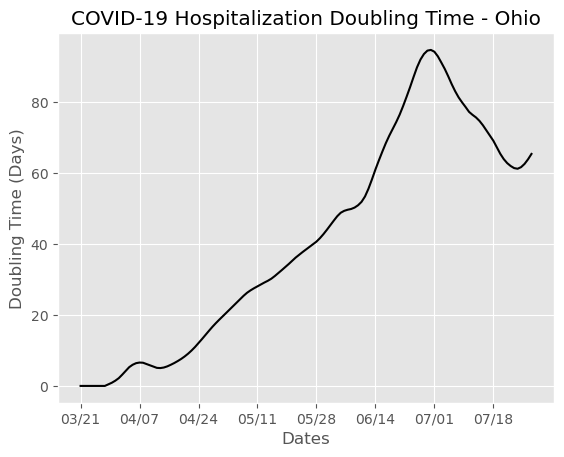 COVID-19 Hospitalization Doubling Time - Ohio
Doubling Time (Days)
80
60
40
20
0
03/21 04/07 04/24 05/11 05/28 06/14 07/01 07/18
Dates